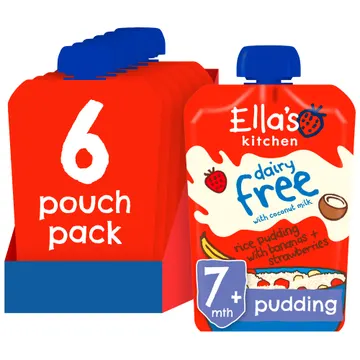 6
pouch
pack
Ella's
kitchen
dairy
free
with coconut milk
rice pudding
with bananas +
strawberries
7+
mth
pudding